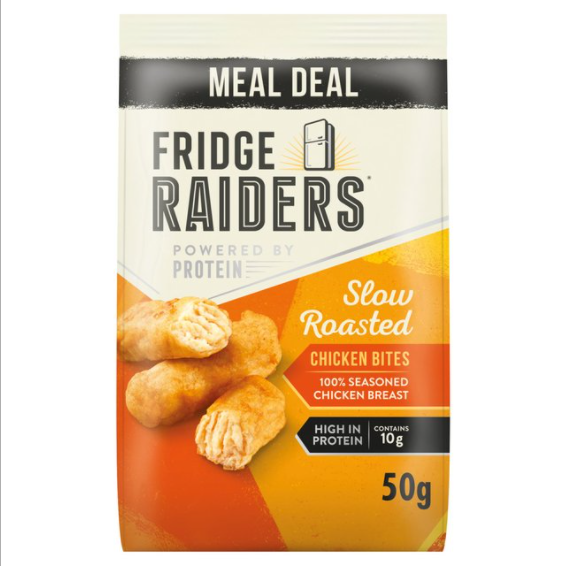 MEAL DEAL
FRIDGE
RAIDERS
POWERED BY
PROTEIN
Slow
Roasted
CHICKEN BITES
100% SEASONED
CHICKEN BREAST
HIGH IN
PROTEIN
CONTAINS
10g
50g